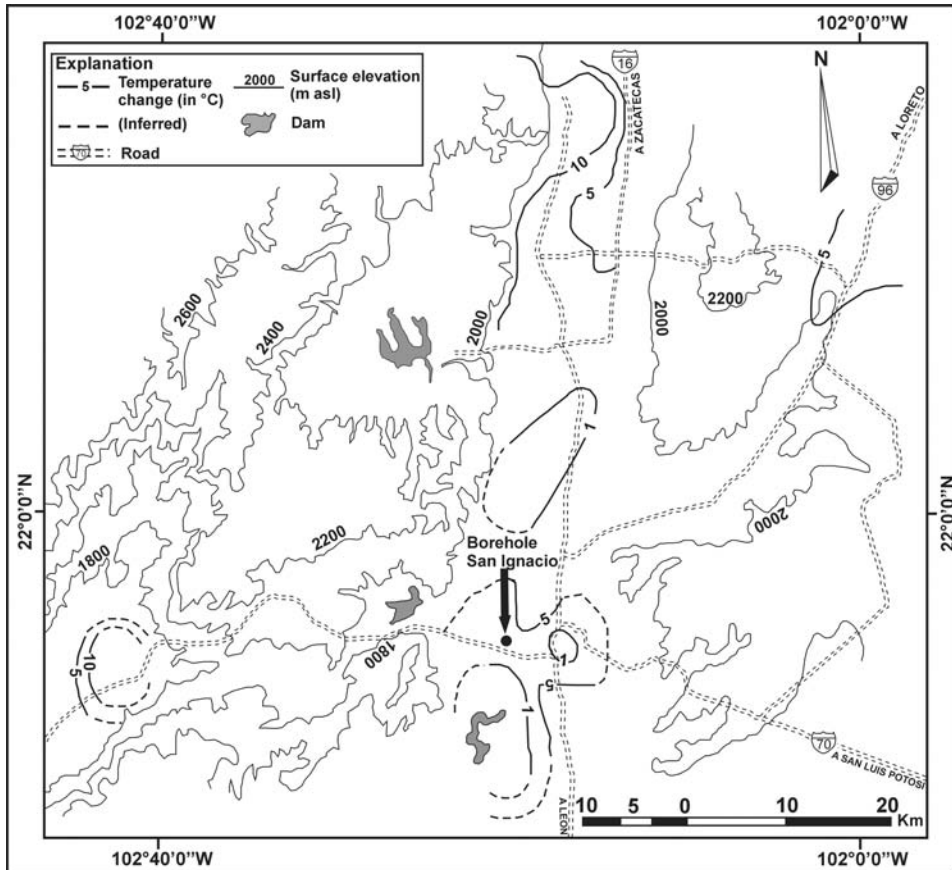 102°40'0''W
102°0'0''W
Explanation
5 Temperature change (in °C)
2000 Surface elevation (m asl)
(Inferred)
Dam
70 Road
N
16
A ZACATECAS
A LORETO
96
10
5
5
2600
2400
2000
2000
2200
1
22°0'0''N
22°0'0''N
2000
2200
1800
Borehole
San Ignacio
5
1800
10
5
1
5
1
70
A SAN LUIS POTOSÍ
A LEON
10 5 0 10 20
Km
102°40'0''W
102°0'0''W